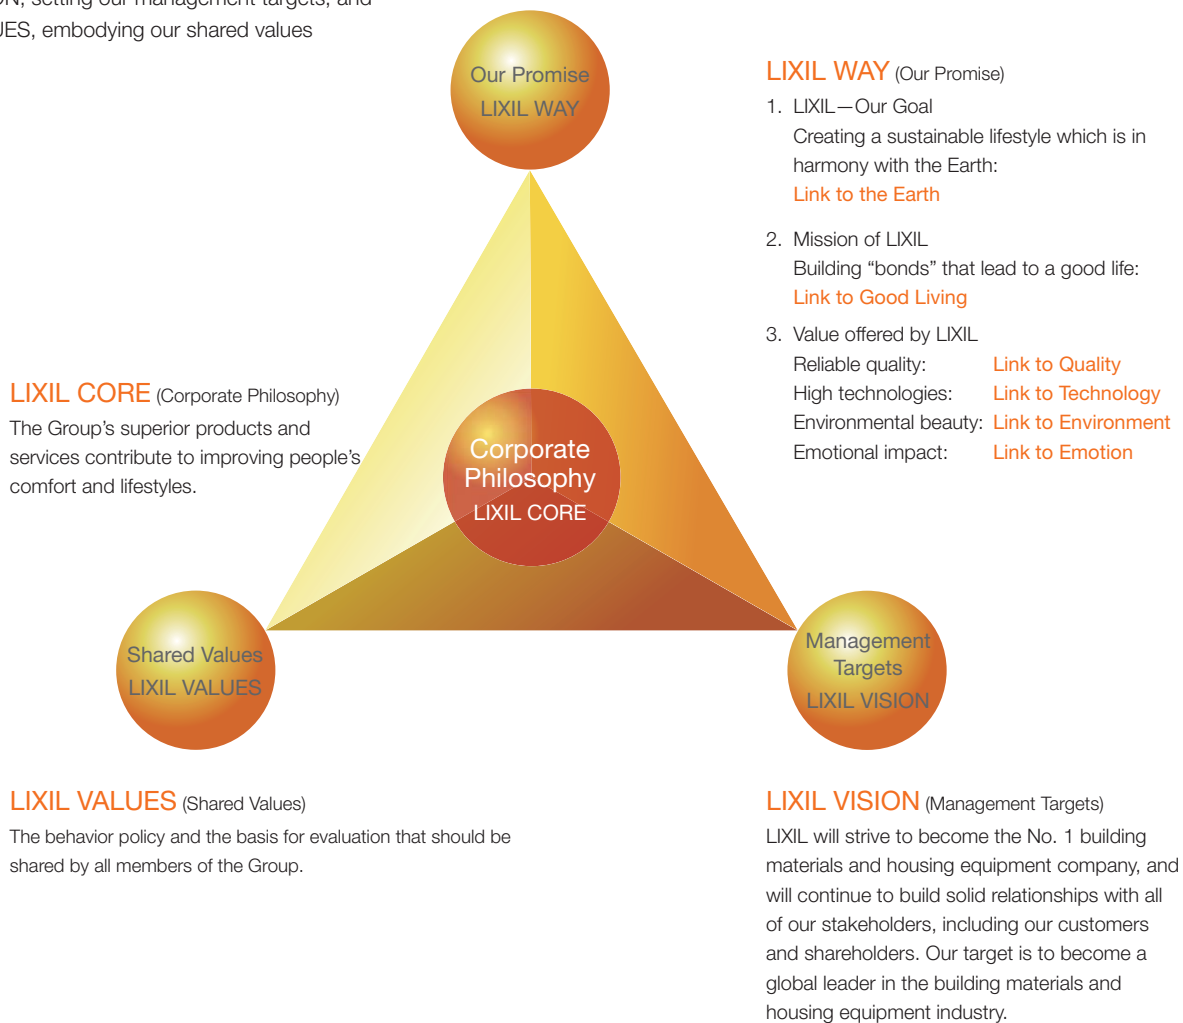 ON, setting our management targets, and
UES, embodying our shared values
Our Promise
LIXIL WAY
LIXIL WAY (Our Promise)
1. LIXIL—Our Goal
Creating a sustainable lifestyle which is in
harmony with the Earth:
Link to the Earth
2. Mission of LIXIL
Building “bonds” that lead to a good life:
Link to Good Living
3. Value offered by LIXIL
Reliable quality: Link to Quality
High technologies: Link to Technology
Environmental beauty: Link to Environment
Emotional impact: Link to Emotion
LIXIL CORE (Corporate Philosophy)
The Group’s superior products and
services contribute to improving people’s
comfort and lifestyles.
Corporate
Philosophy
LIXIL CORE
Shared Values
LIXIL VALUES
Management
Targets
LIXIL VISION
LIXIL VALUES (Shared Values)
The behavior policy and the basis for evaluation that should be
shared by all members of the Group.
LIXIL VISION (Management Targets)
LIXIL will strive to become the No. 1 building
materials and housing equipment company, and
will continue to build solid relationships with all
of our stakeholders, including our customers
and shareholders. Our target is to become a
global leader in the building materials and
housing equipment industry.